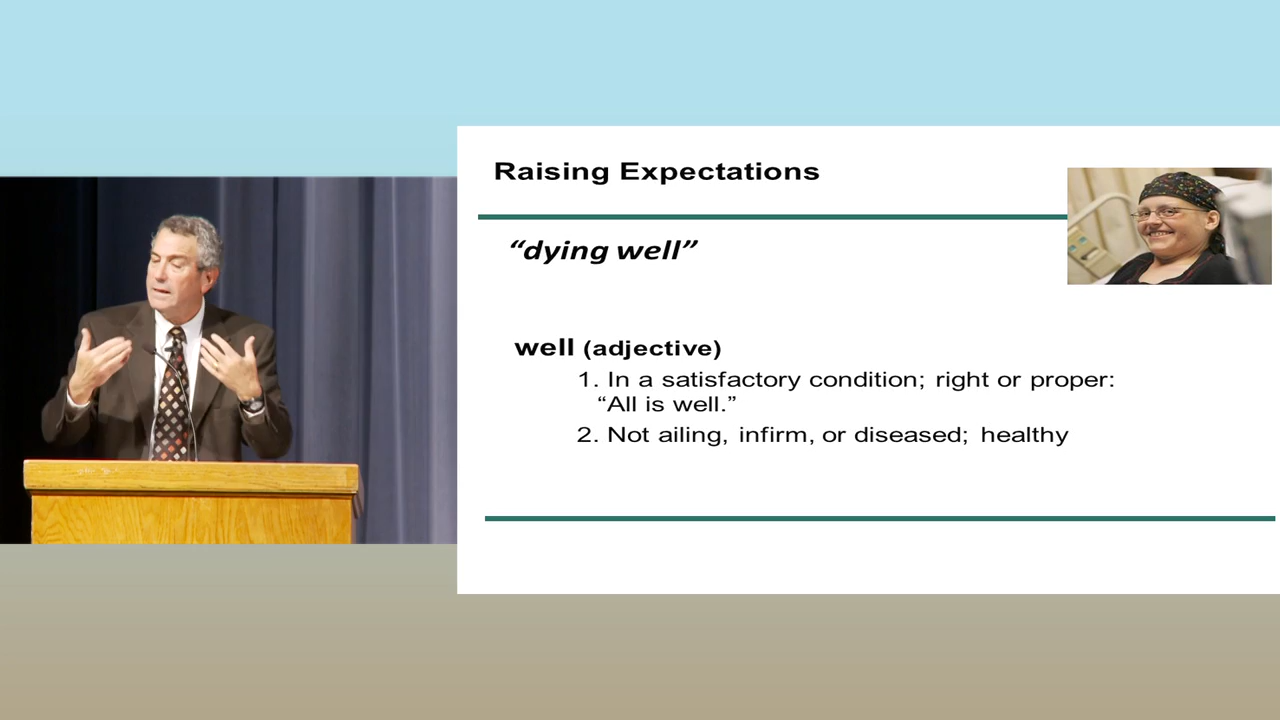 Raising Expectations
“dying well”
well (adjective)
1. In a satisfactory condition; right or proper:
“All is well.”
2. Not ailing, infirm, or diseased; healthy